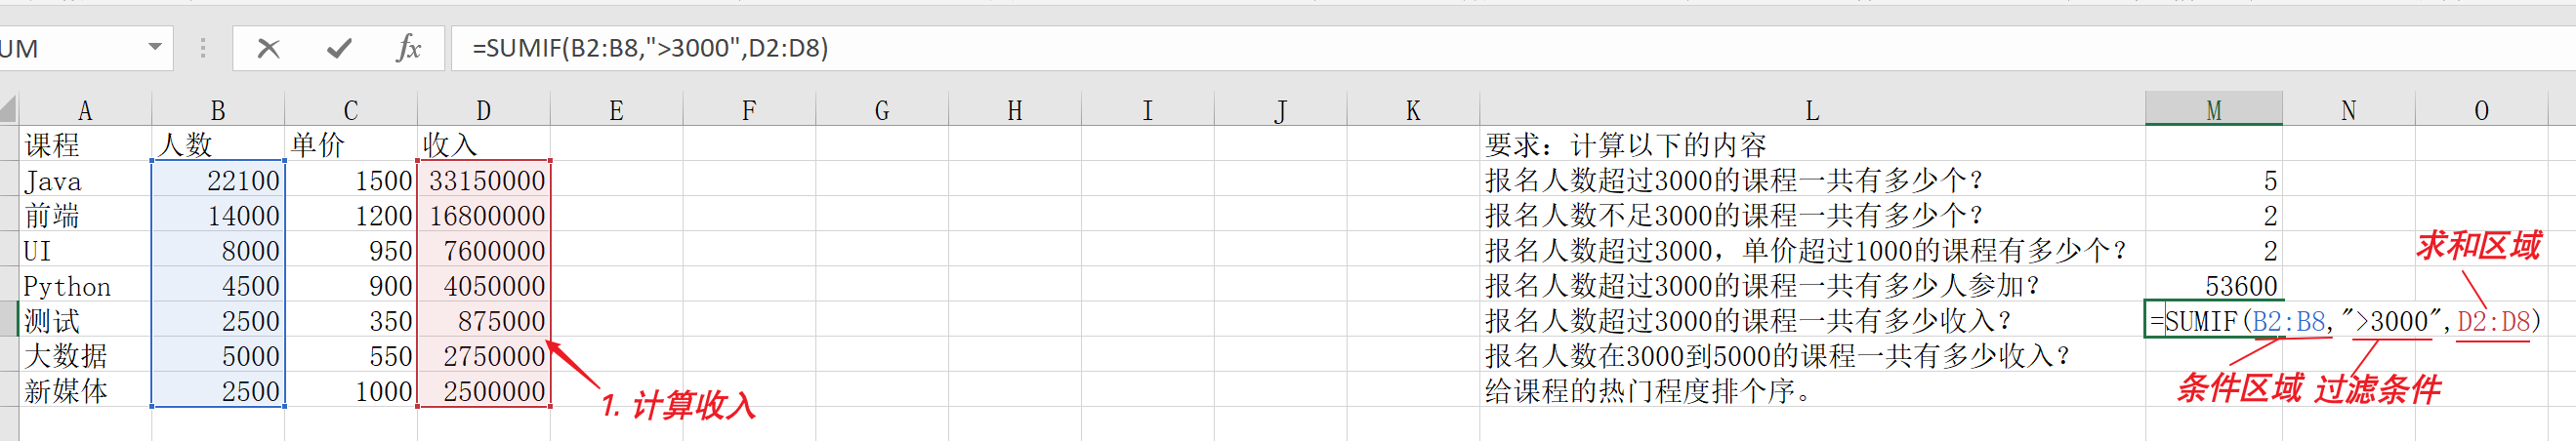 UM =SUMIF(B2:B8,">3000",D2:D8)
A B C D E F G H I J K L M N O
课程 人数 单价 收入 要求：计算以下的内容
Java 22100 1500 33150000 报名人数超过3000的课程一共有多少个？ 5
前端 14000 1200 16800000 报名人数不足3000的课程一共有多少个？ 2
UI 8000 950 7600000 报名人数超过3000，单价超过1000的课程有多少个？ 2 求和区域
Python 4500 900 4050000 报名人数超过3000的课程一共有多少人参加？ 53600
测试 2500 350 875000 报名人数超过3000的课程一共有多少收入？ =SUMIF(B2:B8,">3000",D2:D8)
大数据 5000 550 2750000 报名人数在3000到5000的课程一共有多少收入？
新媒体 2500 1000 2500000 给课程的热门程度排个序。 条件区域 过滤条件
1. 计算收入